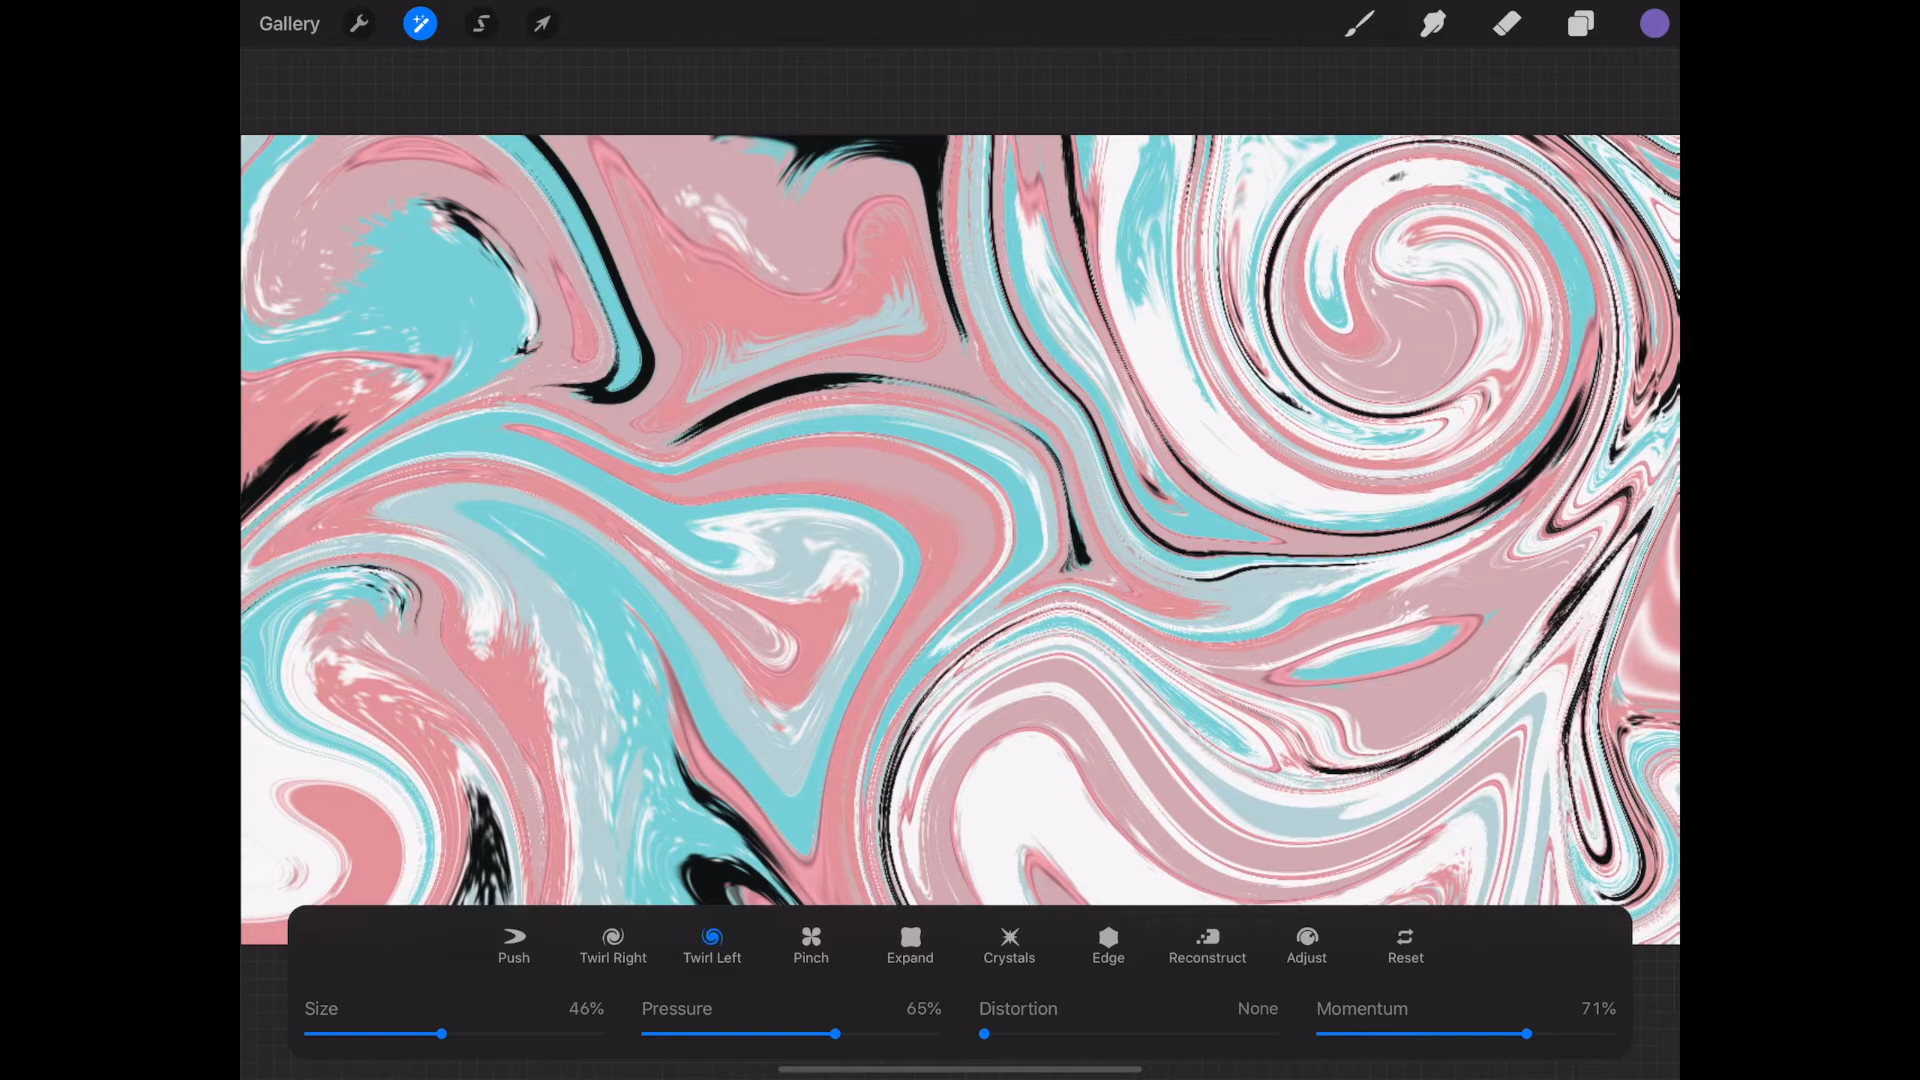 Gallery
Push Twirl Right Twirl Left Pinch Expand Crystals Edge Reconstruct Adjust Reset
Size 46% Pressure 65% Distortion None Momentum 71%